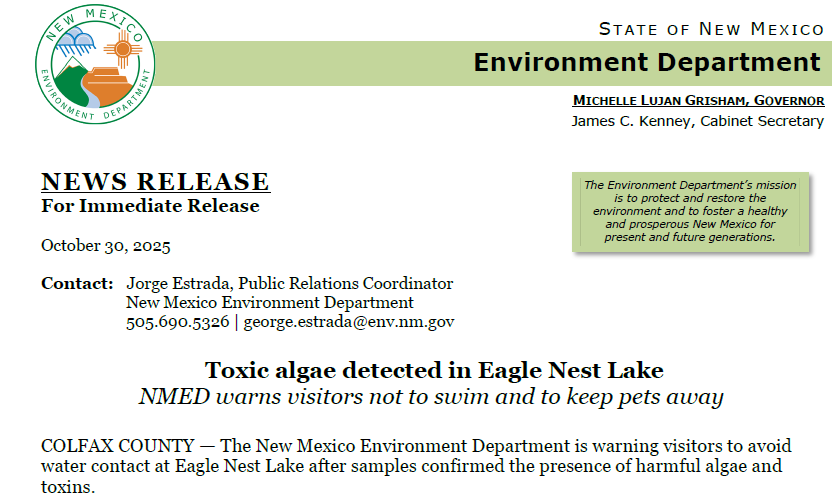 NEW MEXICO
ENVIRONMENT DEPARTMENT
STATE OF NEW MEXICO
Environment Department
MICHELLE LUJAN GRISHAM, GOVERNOR
James C. Kenney, Cabinet Secretary
NEWS RELEASE
For Immediate Release
The Environment Department's mission
is to protect and restore the
environment and to foster a healthy
and prosperous New Mexico for
present and future generations.
October 30, 2025
Contact: Jorge Estrada, Public Relations Coordinator
New Mexico Environment Department
505.690.5326 | george.estrada@env.nm.gov
Toxic algae detected in Eagle Nest Lake
NMED warns visitors not to swim and to keep pets away
COLFAX COUNTY — The New Mexico Environment Department is warning visitors to avoid
water contact at Eagle Nest Lake after samples confirmed the presence of harmful algae and
toxins.